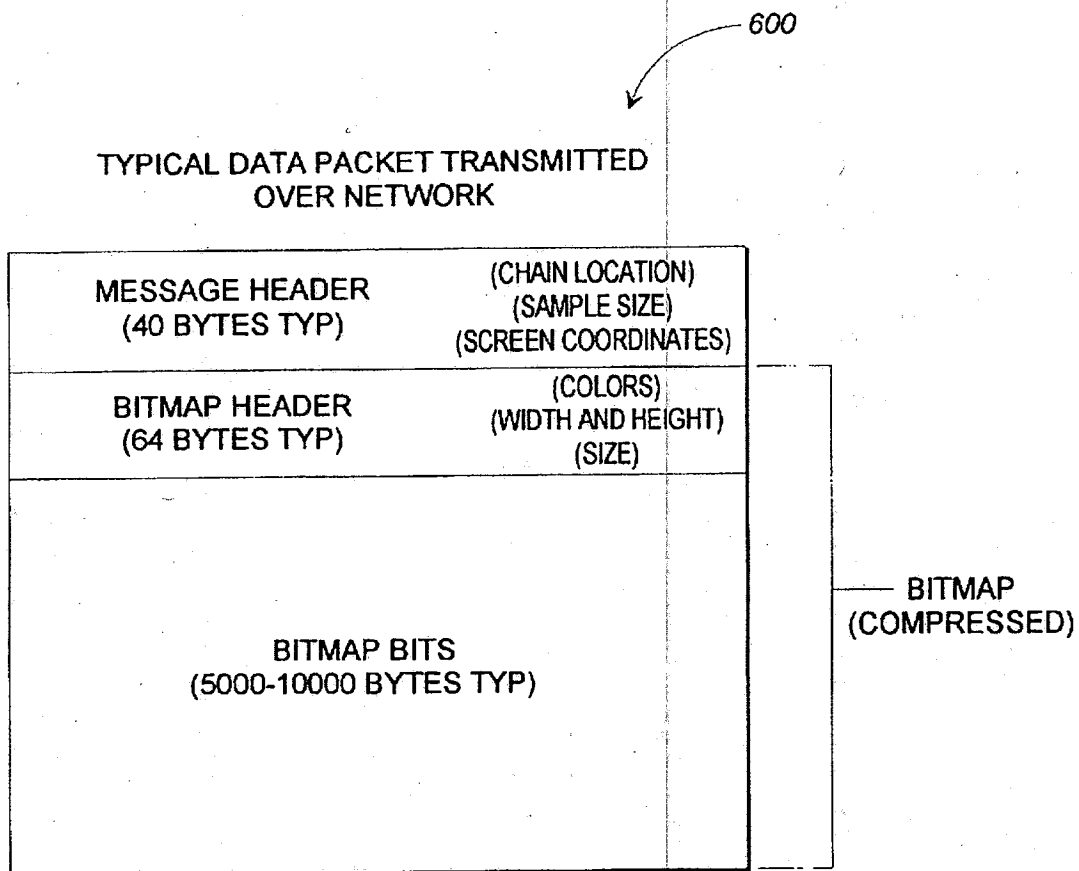 600
TYPICAL DATA PACKET TRANSMITTED
OVER NETWORK
MESSAGE HEADER
(40 BYTES TYP)
(CHAIN LOCATION)
(SAMPLE SIZE)
(SCREEN COORDINATES)
BITMAP HEADER
(64 BYTES TYP)
(COLORS)
(WIDTH AND HEIGHT)
(SIZE)
BITMAP BITS
(5000-10000 BYTES TYP)
BITMAP
(COMPRESSED)